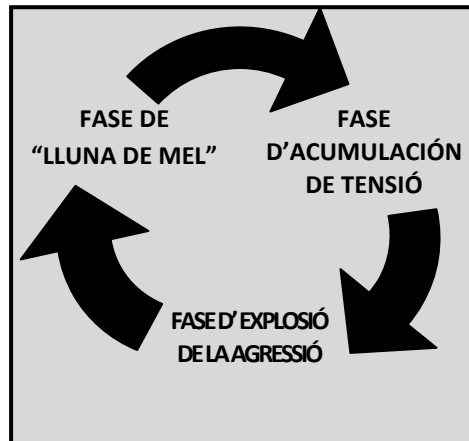 FASE DE
“LLUNA DE MEL”
FASE
D’ACUMULACIÓN
DE TENSIÓ
FASE D’ EXPLOSIÓ
DE LA AGRESSIÓ